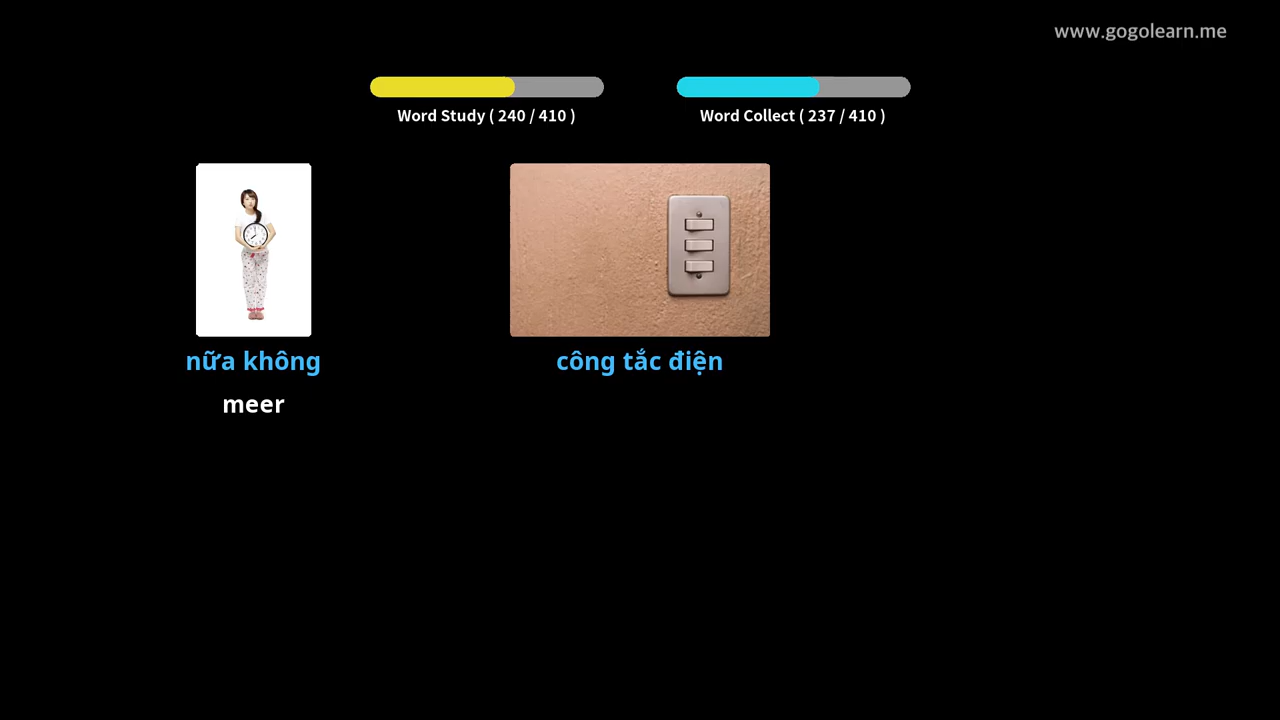 www.gogolearn.me
Word Study ( 240 / 410 )
Word Collect ( 237 / 410 )
nữa không
công tắc điện
meer